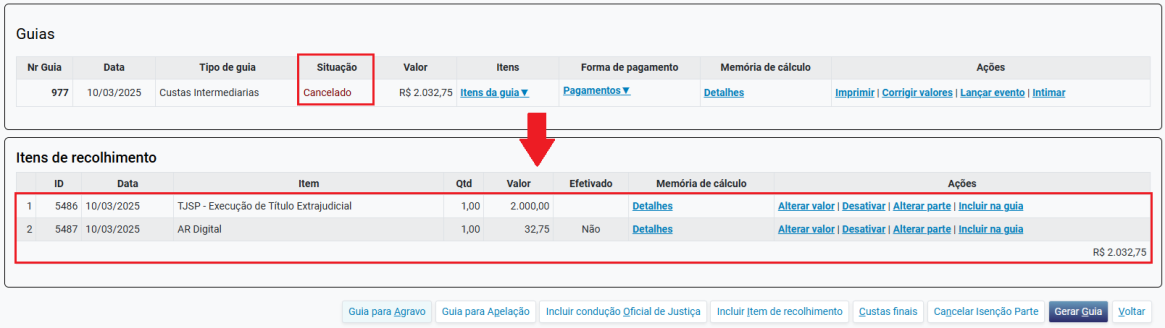 Guias
Nr Guia Data Tipo de guia Situação Valor Itens Forma de pagamento Memória de cálculo Ações
977 10/03/2025 Custas Intermediarias Cancelado R$ 2.032,75 Itens da guia▼ Pagamentos▼ Detalhes Imprimir | Corrigir valores | Lançar evento | Intimar
Itens de recolhimento
ID Data Item Qtd Valor Efetivado Memória de cálculo Ações
1 5486 10/03/2025 TJSP - Execução de Título Extrajudicial 1,00 2.000,00 Detalhes Alterar valor | Desativar | Alterar parte | Incluir na guia
2 5487 10/03/2025 AR Digital 1,00 32,75 Não Detalhes Alterar valor | Desativar | Alterar parte | Incluir na guia
R$ 2.032,75
Guia para Agravo Guia para Apelação Incluir condução Oficial de Justiça Incluir Item de recolhimento Custas finais Cancelar Isenção Parte Gerar Guia Voltar